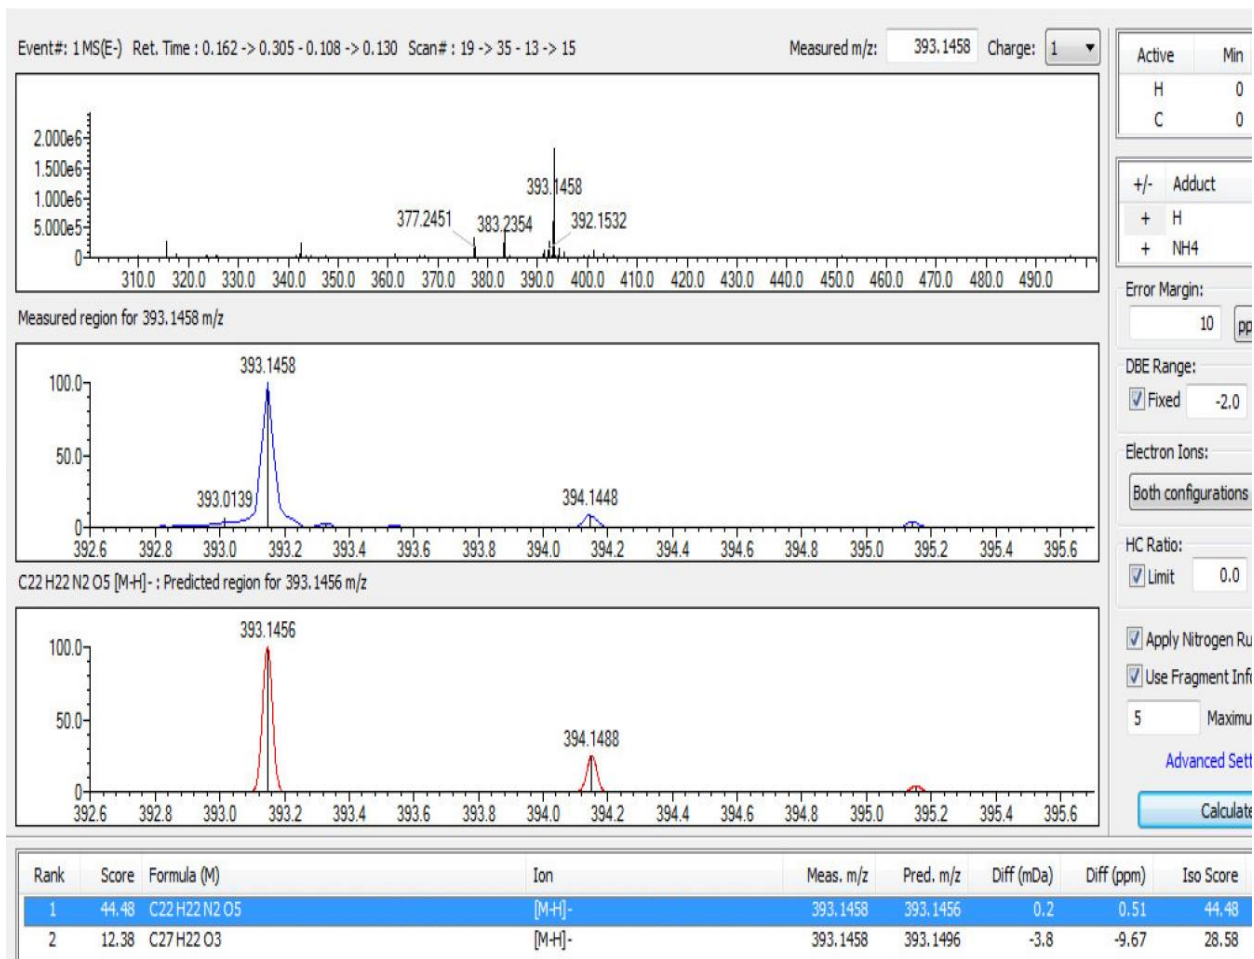 Event#: 1 MS(E-) Ret. Time : 0.162 -> 0.305 - 0.108 -> 0.130 Scan# : 19 -> 35 - 13 -> 15
Measured m/z: 393.1458 Charge: 1
2.000e6
1.500e6
1.000e6
5.000e5
0
393.1458
377.2451 383.2354 392.1532
310.0 320.0 330.0 340.0 350.0 360.0 370.0 380.0 390.0 400.0 410.0 420.0 430.0 440.0 450.0 460.0 470.0 480.0 490.0
Measured region for 393.1458 m/z
393.1458
100.0
50.0
393.0139
394.1448
0
392.6 392.8 393.0 393.2 393.4 393.6 393.8 394.0 394.2 394.4 394.6 394.8 395.0 395.2 395.4 395.6
C22 H22 N2 O5 [M-H]- : Predicted region for 393.1456 m/z
393.1456
100.0
50.0
394.1488
0
392.6 392.8 393.0 393.2 393.4 393.6 393.8 394.0 394.2 394.4 394.6 394.8 395.0 395.2 395.4 395.6
Active Min
H 0
C 0
+/- Adduct
+ H
+ NH4
Error Margin:
10 pp
DBE Range:
Fixed -2.0
Electron Ions:
Both configurations
HC Ratio:
Limit 0.0
Apply Nitrogen Ru
Use Fragment Info
5 Maximu
Advanced Sett
Calculate
Rank Score Formula (M) Ion Meas. m/z Pred. m/z Diff (mDa) Diff (ppm) Iso Score
1 44.48 C22 H22 N2 O5 [M-H]- 393.1458 393.1456 0.2 0.51 44.48
2 12.38 C27 H22 O3 [M-H]- 393.1458 393.1496 -3.8 -9.67 28.58